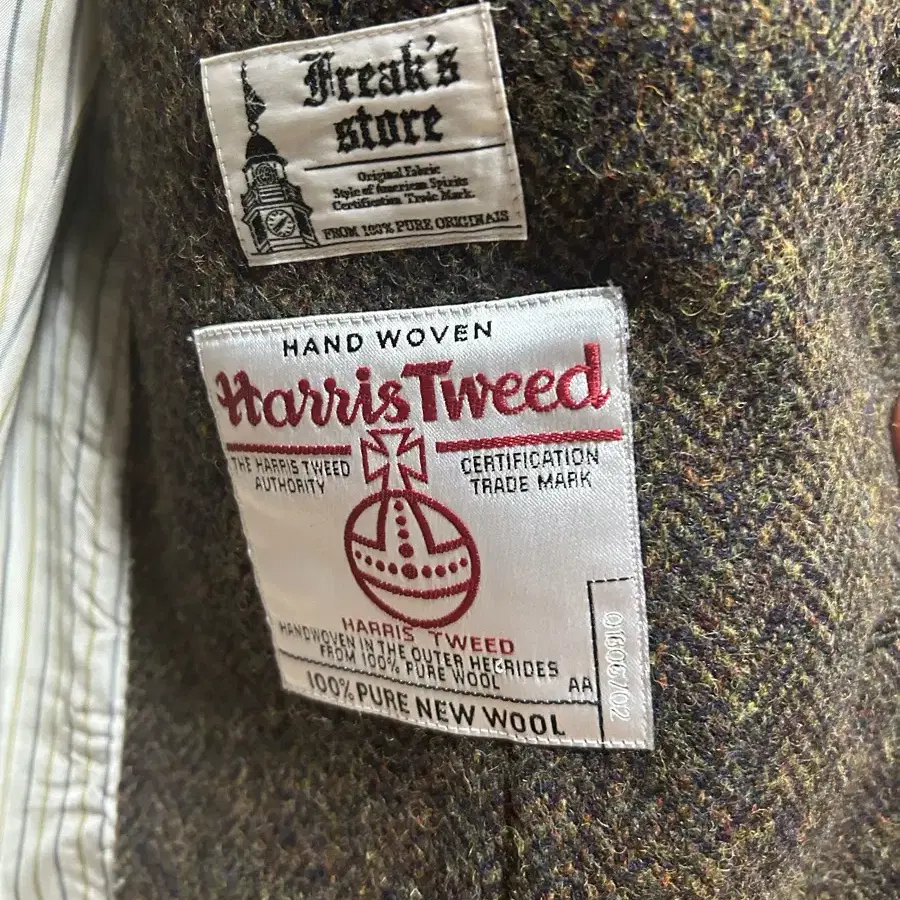 Freak's
store
Original Fabric
Style of American Spirits
Certification Trade Mark.
FROM 100% PURE ORIGINALS
HAND WOVEN
Harris Tweed
THE HARRIS TWEED
AUTHORITY
CERTIFICATION
TRADE MARK
HARRIS TWEED
HANDWOVEN IN THE OUTER HEBRIDES
FROM 100% PURE WOOL
AA
100% PURE NEW WOOL